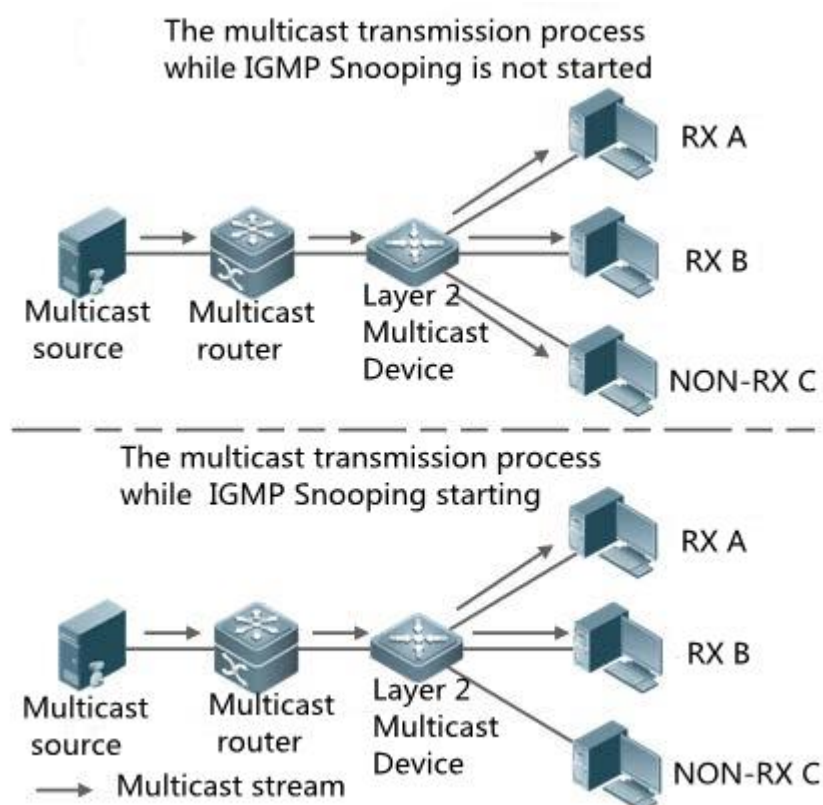 The multicast transmission process
while IGMP Snooping is not started
RX A
RX B
NON-RX C
Multicast
source
Multicast
router
Layer 2
Multicast
Device
The multicast transmission process
while IGMP Snooping starting
RX A
RX B
NON-RX C
Multicast
source
Multicast
router
Layer 2
Multicast
Device
Multicast stream